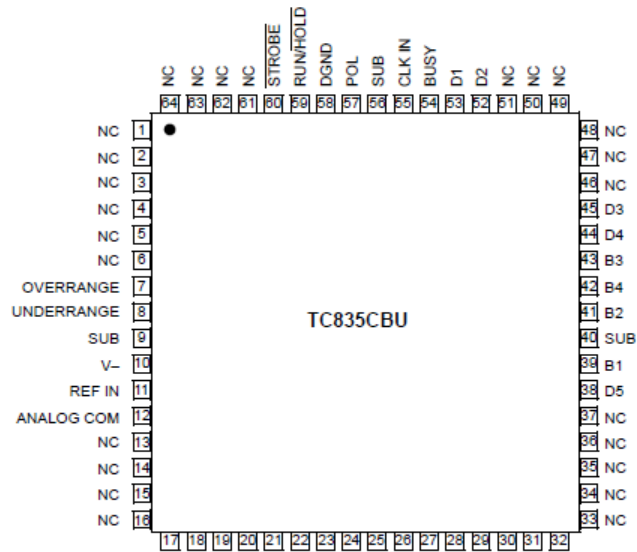 NC NC NC NC STROBE RUN/HOLD DGND POL SUB CLK IN BUSY D1 D2 NC NC NC
64 63 62 61 60 59 58 57 56 55 54 53 52 51 50 49
NC 1 48 NC
NC 2 47 NC
NC 3 46 NC
NC 4 45 D3
NC 5 44 D4
NC 6 43 B3
OVERRANGE 7 42 B4
UNDERRANGE 8 41 B2
TC835CBU
SUB 9 40 SUB
V– 10 39 B1
REF IN 11 38 D5
ANALOG COM 12 37 NC
NC 13 36 NC
NC 14 35 NC
NC 15 34 NC
NC 16 33 NC
17 18 19 20 21 22 23 24 25 26 27 28 29 30 31 32